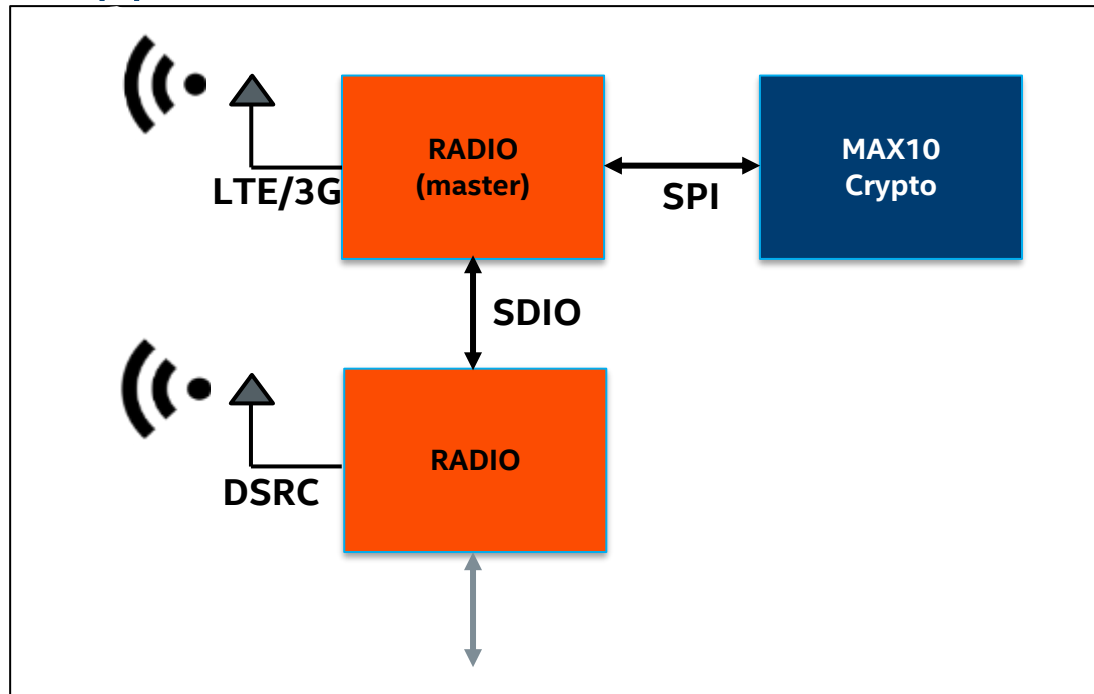 RADIO
(master)
MAX10
Crypto
LTE/3G
SPI
SDIO
RADIO
DSRC